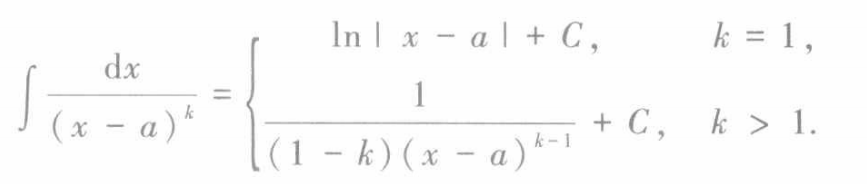 ∫ dx/(x - a)^k = { ln | x - a | + C, k = 1,
1/((1 - k)(x - a)^(k-1)) + C, k > 1.